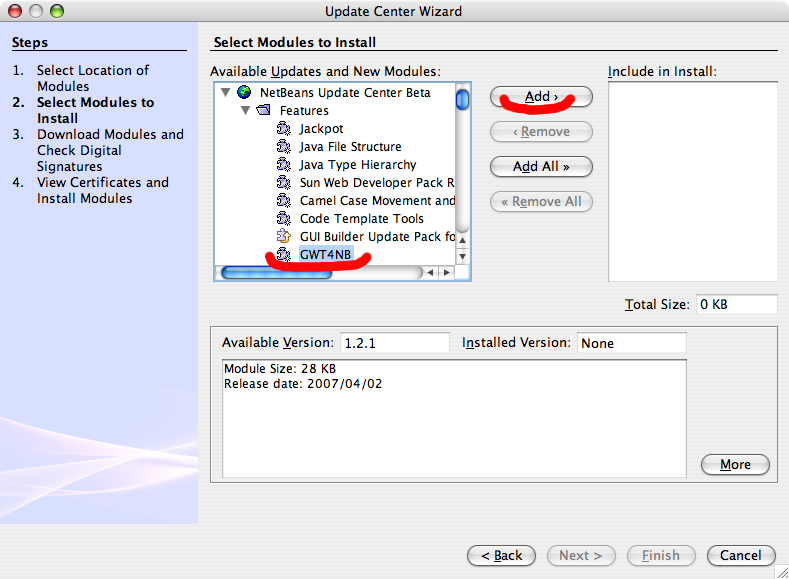 Update Center Wizard
Steps
1. Select Location of
Modules
2. Select Modules to
Install
3. Download Modules and
Check Digital
Signatures
4. View Certificates and
Install Modules
Select Modules to Install
Available Updates and New Modules:
NetBeans Update Center Beta
Features
Jackpot
Java File Structure
Java Type Hierarchy
Sun Web Developer Pack R
Camel Case Movement and
Code Template Tools
GUI Builder Update Pack fo
GWT4NB
Add ›
‹ Remove
Add All »
« Remove All
Include in Install:
Total Size: 0 KB
Available Version: 1.2.1
Installed Version: None
Module Size: 28 KB
Release date: 2007/04/02
More
< Back
Next >
Finish
Cancel